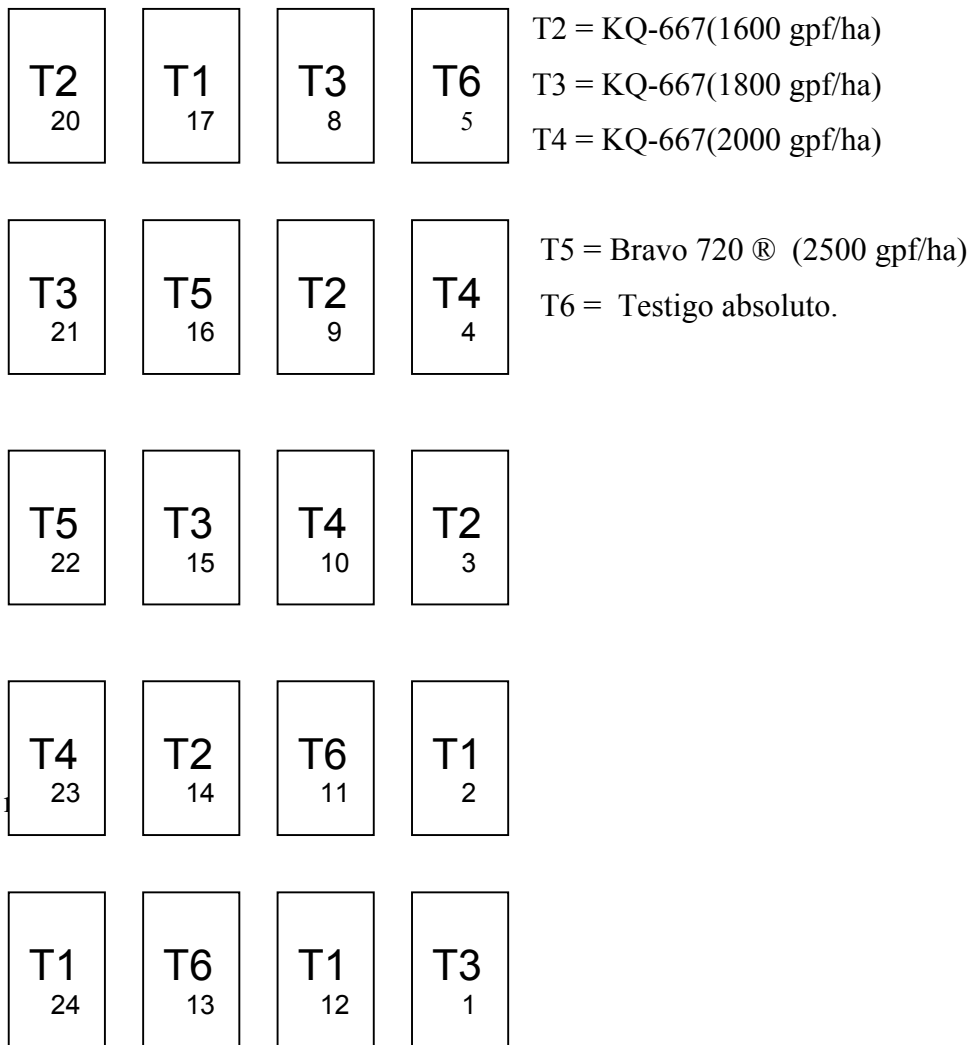 T2 T1 T3 T6
20 17 8 5
T2 = KQ-667(1600 gpf/ha)
T3 = KQ-667(1800 gpf/ha)
T4 = KQ-667(2000 gpf/ha)
T3 T5 T2 T4
21 16 9 4
T5 = Bravo 720 ® (2500 gpf/ha)
T6 = Testigo absoluto.
T5 T3 T4 T2
22 15 10 3
T4 T2 T6 T1
23 14 11 2
T1 T6 T1 T3
24 13 12 1